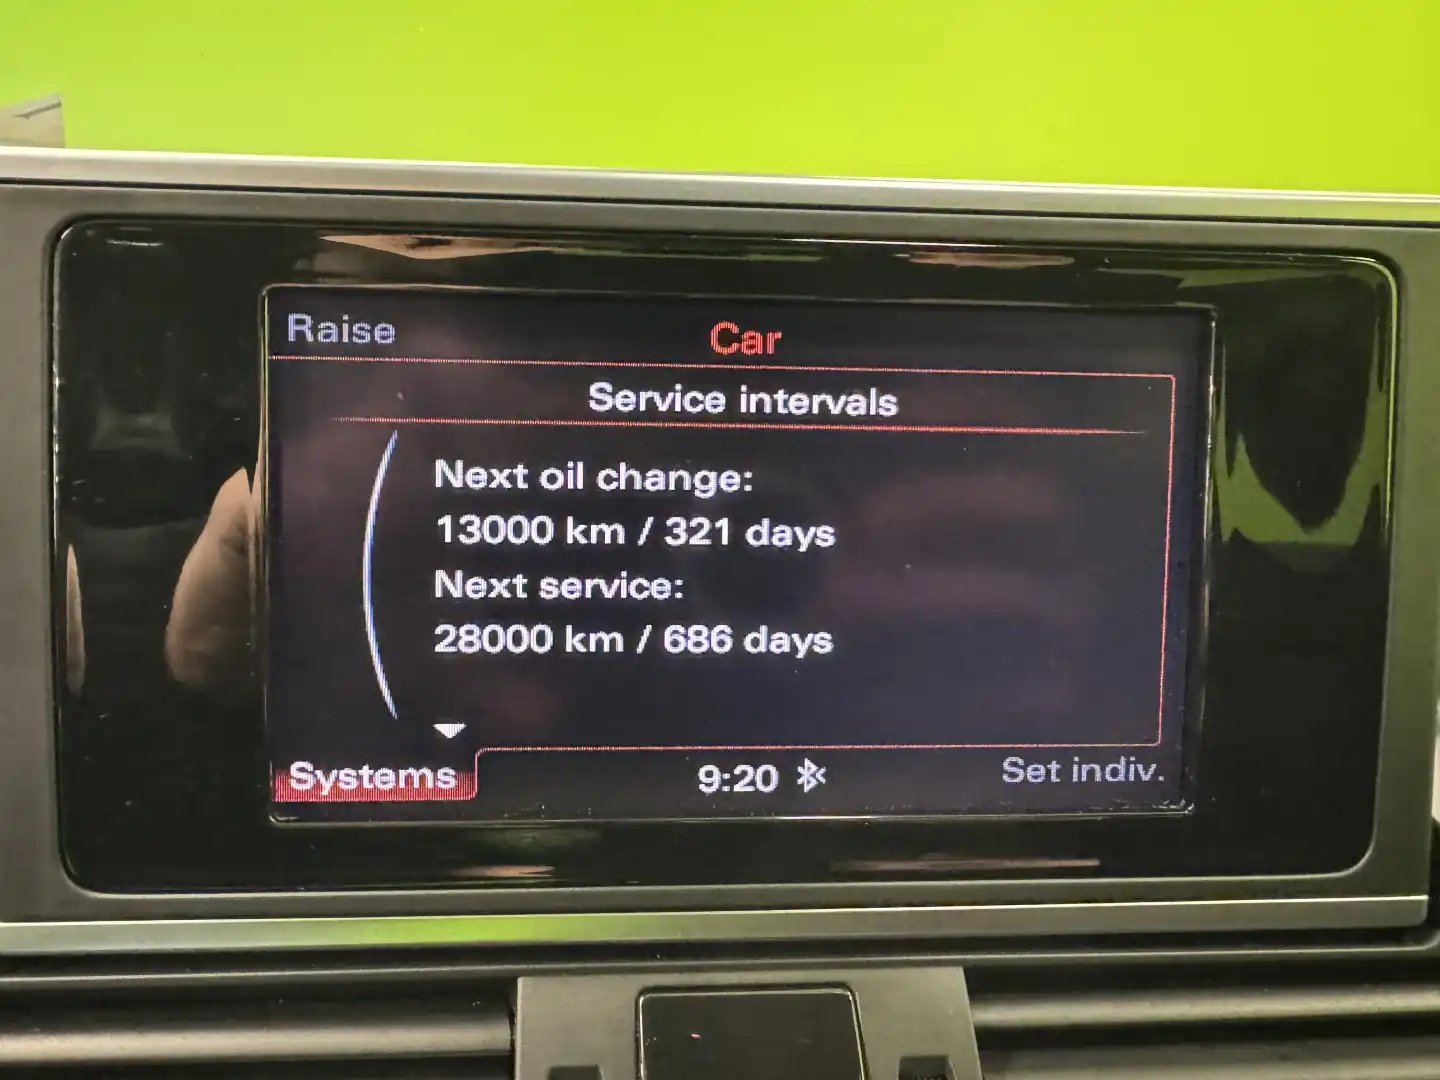 Raise
Car
Service intervals
Next oil change:
13000 km / 321 days
Next service:
28000 km / 686 days
Systems
9:20
Set indiv.